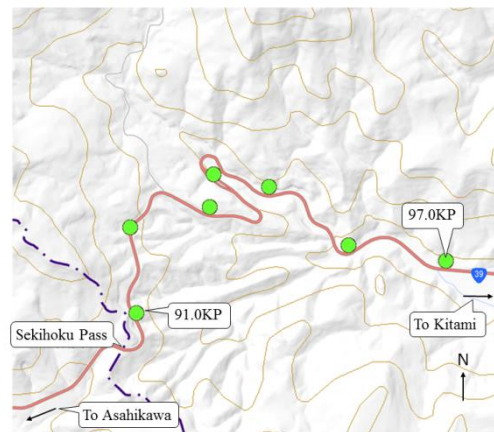 97.0KP
39
To Kitami
91.0KP
Sekihoku Pass
N
To Asahikawa